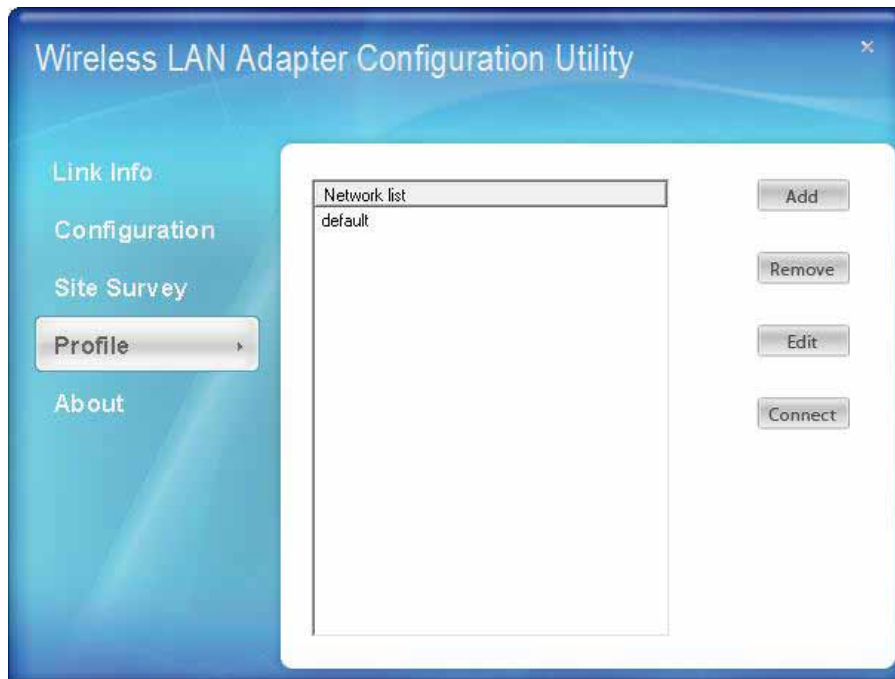 Wireless LAN Adapter Configuration Utility
Link Info
Configuration
Site Survey
Profile
About
Network list
default
Add
Remove
Edit
Connect